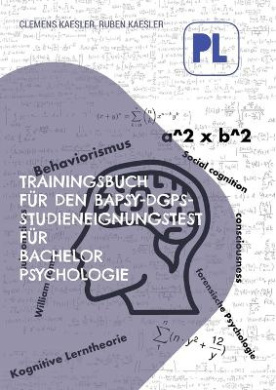 CLEMENS KAESLER, RUBEN KAESLER
PL
a^2 x b^2
Behaviorismus
Social cognition
TRAININGSBUCH
FÜR DEN BAPSY-DGPS-
STUDIENEIGNUNGSTEST
FÜR
BACHELOR
PSYCHOLOGIE
consciousness
William
forensische Psychologie
Kognitive Lerntheorie